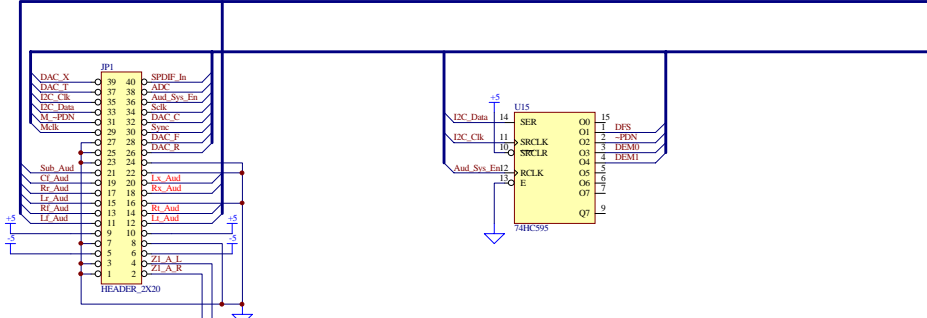 JP1
DAC_X 39 40 SPDIF_In
DAC_T 37 38 ADC
I2C_Clk 35 36 Aud_Sys_En
I2C_Data 33 34 Sclk
M_~PDN 31 32 DAC_C
Mclk 29 30 Sync
27 28 DAC_F
25 26 DAC_R
23 24
Sub_Aud 21 22
Cf_Aud 19 20 Lx_Aud
Rr_Aud 17 18 Rx_Aud
Lr_Aud 15 16
Rf_Aud 13 14 Rt_Aud
+5 Lf_Aud 11 12 Lt_Aud +5
9 10
-5 7 8 -5
5 6
3 4 Z1_A_L
1 2 Z1_A_R
HEADER_2X20
+5
U15
I2C_Data 14 SER O0 15
O1 1 DFS
I2C_Clk 11 SRCLK O2 2 ~PDN
10 SRCLR O3 3 DEM0
O4 4 DEM1
Aud_Sys_En 12 RCLK O5 5
13 E O6 6
O7 7
Q7 9
74HC595